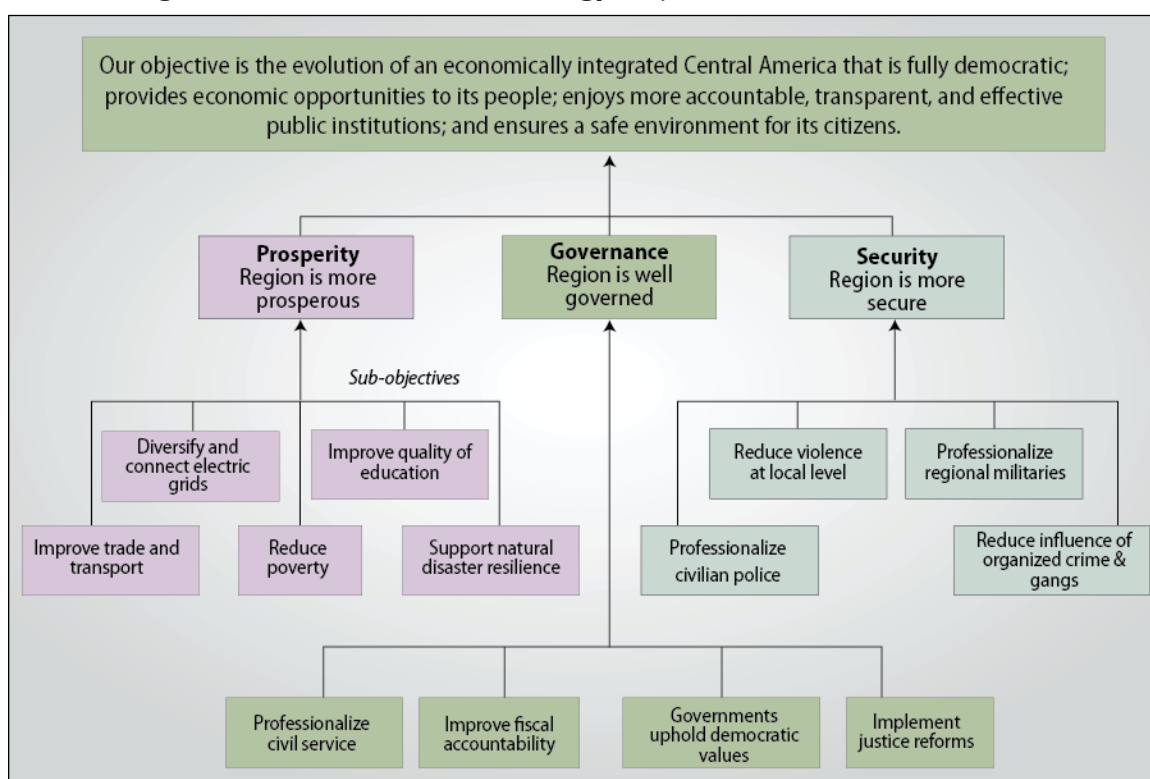 Our objective is the evolution of an economically integrated Central America that is fully democratic;
provides economic opportunities to its people; enjoys more accountable, transparent, and effective
public institutions; and ensures a safe environment for its citizens.
Prosperity
Region is more
prosperous
Governance
Region is well
governed
Security
Region is more
secure
Sub-objectives
Diversify and
connect electric
grids
Improve quality of
education
Reduce violence
at local level
Professionalize
regional militaries
Improve trade and
transport
Reduce
poverty
Support natural
disaster resilience
Professionalize
civilian police
Reduce influence of
organized crime &
gangs
Professionalize
civil service
Improve fiscal
accountability
Governments
uphold democratic
values
Implement
justice reforms